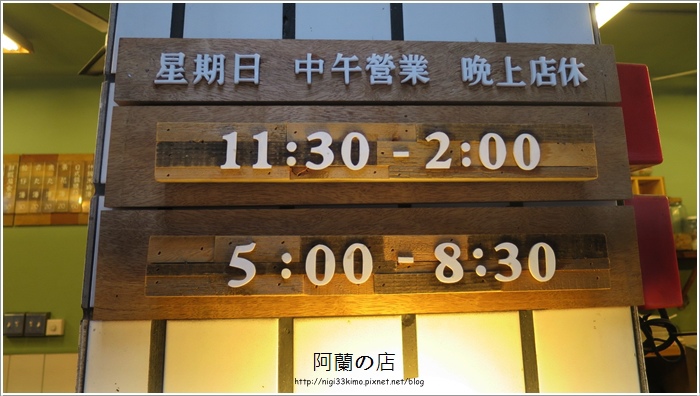 星期日 中午營業 晚上店休
11:30 - 2:00
5:00 - 8:30
阿蘭の店
http://nigi33kimo.pixnet.net/blog